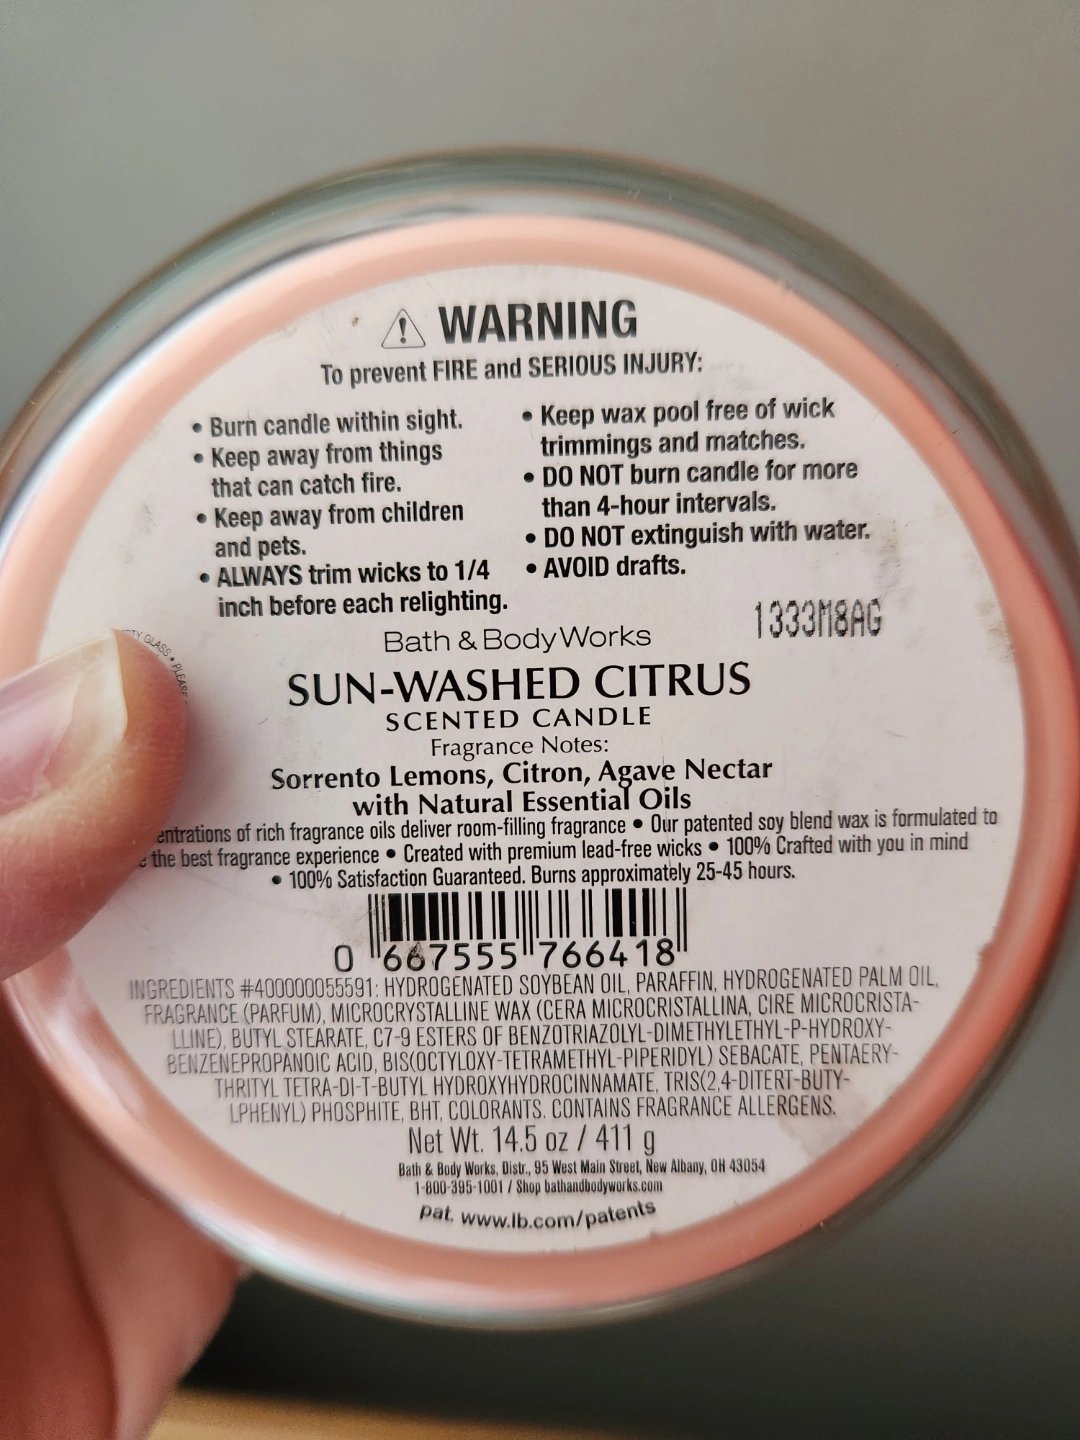 WARNING
To prevent FIRE and SERIOUS INJURY:
• Burn candle within sight.
• Keep away from things
that can catch fire.
• Keep away from children
and pets.
• ALWAYS trim wicks to 1/4
inch before each relighting.
• Keep wax pool free of wick
trimmings and matches.
• DO NOT burn candle for more
than 4-hour intervals.
• DO NOT extinguish with water.
• AVOID drafts.
1333M8AG
GLASS • PLEASE
Bath & Body Works
SUN-WASHED CITRUS
SCENTED CANDLE
Fragrance Notes:
Sorrento Lemons, Citron, Agave Nectar
with Natural Essential Oils
of rich fragrance oils deliver room-filling fragrance • Our patented soy blend wax is formulated to
the best fragrance experience • Created with premium lead-free wicks • 100% Crafted with you in mind
• 100% Satisfaction Guaranteed. Burns approximately 25-45 hours.
0 667555 766418
INGREDIENTS #400000055591: HYDROGENATED SOYBEAN OIL, PARAFFIN, HYDROGENATED PALM OIL,
FRAGRANCE (PARFUM), MICROCRYSTALLINE WAX (CERA MICROCRISTALLINA, CIRE MICROCRISTA-
LLINE), BUTYL STEARATE, C7-9 ESTERS OF BENZOTRIAZOLYL-DIMETHYLETHYL-P-HYDROXY-
BENZENEPROPANOIC ACID, BIS(OCTYLOXY-TETRAMETHYL-PIPERIDYL) SEBACATE, PENTAERY-
THRITYL TETRA-DI-T-BUTYL HYDROXYHYDROCINNAMATE, TRIS(2,4-DITERT-BUTY-
LPHENYL) PHOSPHITE, BHT, COLORANTS. CONTAINS FRAGRANCE ALLERGENS.
Net Wt. 14.5 oz / 411 g
Bath & Body Works, Distr., 95 West Main Street, New Albany, OH 43054
1-800-395-1001 / Shop bathandbodyworks.com
pat. www.lb.com/patents